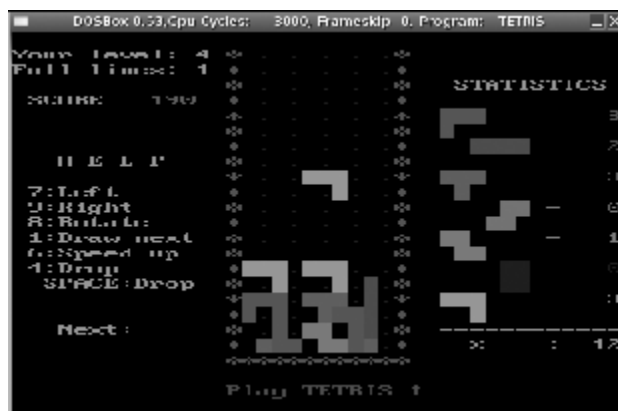 DOSBox 0.63,Cpu Cycles: 3000, Frameskip 0, Program: TETRIS
Your level: 4
Full lines: 1
SCORE 190
STATISTICS
H E L P
7:Left
9:Right
8:Rotate
1:Draw next
6:Speed up
4:Drop
SPACE:Drop
Next:
Play TETRIS !